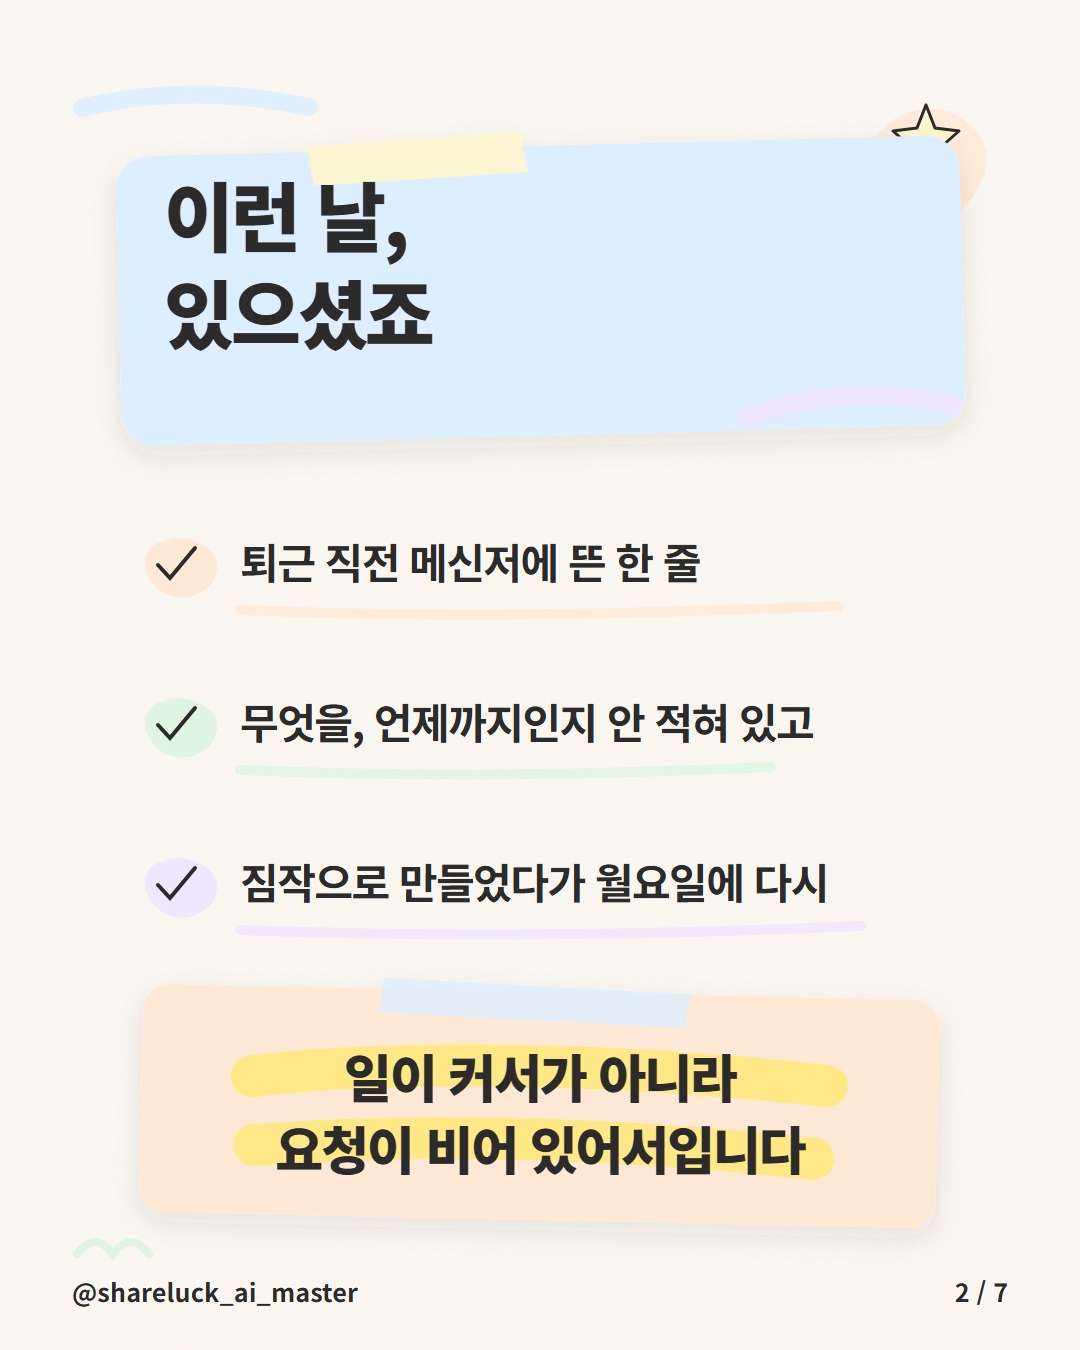 이런 날,
있으셨죠
퇴근 직전 메신저에 뜬 한 줄
무엇을, 언제까지인지 안 적혀 있고
짐작으로 만들었다가 월요일에 다시
일이 커서가 아니라
요청이 비어 있어서입니다
@shareluck_ai_master
2 / 7